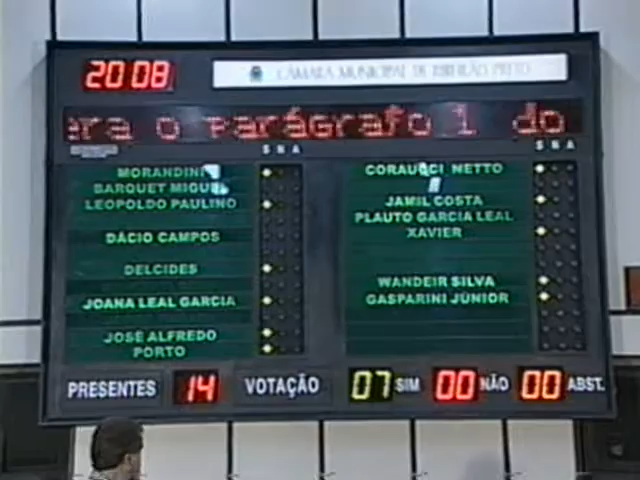 20 08
CÂMARA MUNICIPAL DE RIBEIRÃO PRETO
era o Parágrafo 1 do
S N A
S N A
MORANDINI
CORAUCCI NETTO
BARQUET MIGUEL
LEOPOLDO PAULINO
JAMIL COSTA
PLAUTO GARCIA LEAL
DÁCIO CAMPOS
XAVIER
DELCIDES
WANDEIR SILVA
JOANA LEAL GARCIA
GASPARINI JÚNIOR
JOSÉ ALFREDO
PORTO
PRESENTES 14 VOTAÇÃO 07 SIM 00 NÃO 00 ABST.